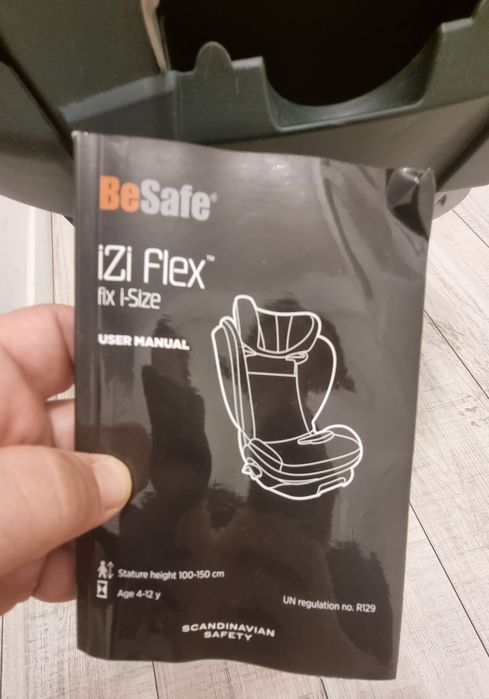 BeSafe®
iZi Flex™
fix i-Size
USER MANUAL
Stature height 100-150 cm
Age 4-12 y
UN regulation no. R129
SCANDINAVIAN
SAFETY